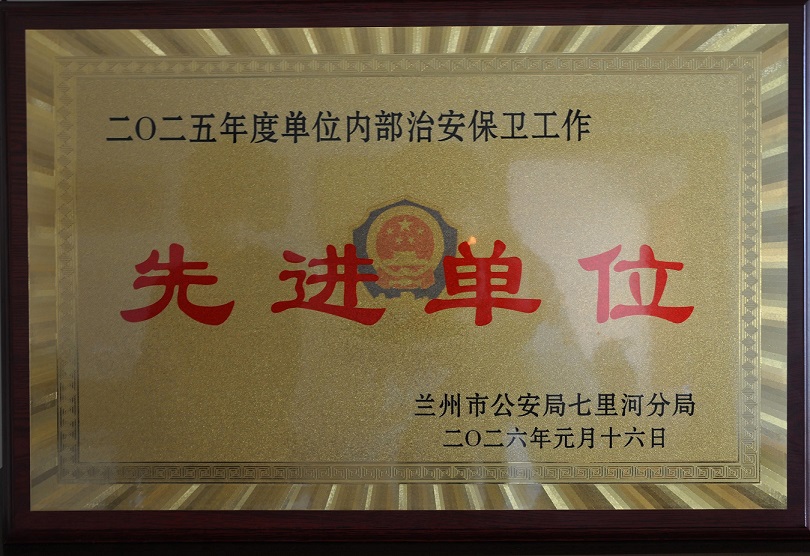 二〇二五年度单位内部治安保卫工作
先进单位
兰州市公安局七里河分局
二〇二六年元月十六日